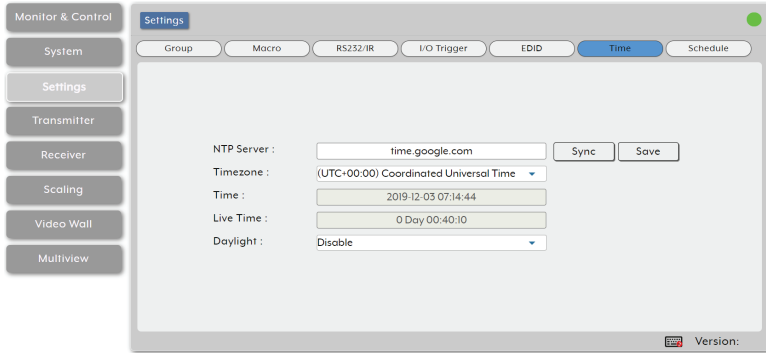 Monitor & Control
System
Settings
Transmitter
Receiver
Scaling
Video Wall
Multiview
Settings
Group Macro RS232/IR I/O Trigger EDID Time Schedule
NTP Server : time.google.com Sync Save
Timezone : (UTC+00:00) Coordinated Universal Time
Time : 2019-12-03 07:14:44
Live Time : 0 Day 00:40:10
Daylight : Disable
Version: